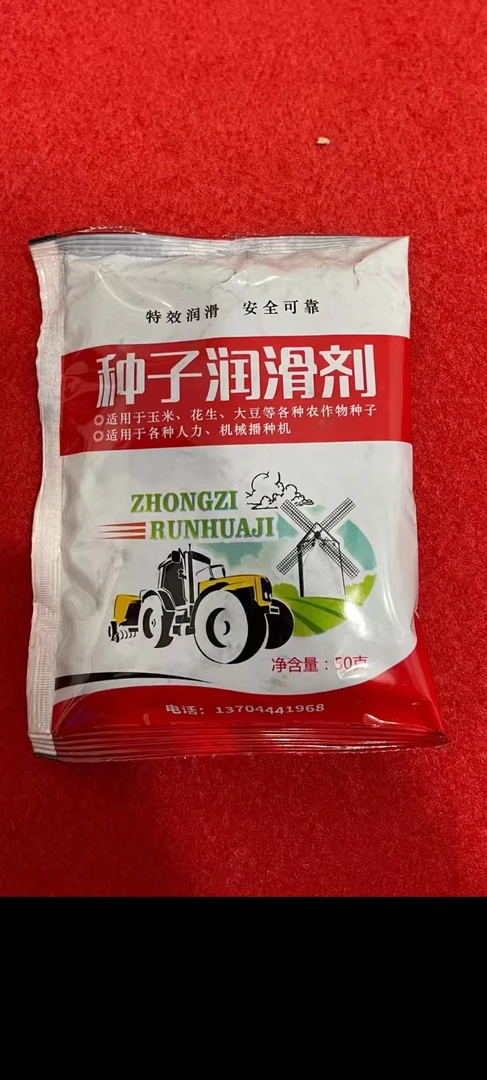 特效润滑 安全可靠
种子润滑剂
◎适用于玉米、花生、大豆等各种农作物种子
◎适用于各种人力、机械播种机
ZHONGZI
RUNHUAJI
净含量：50克
电话：13704441968